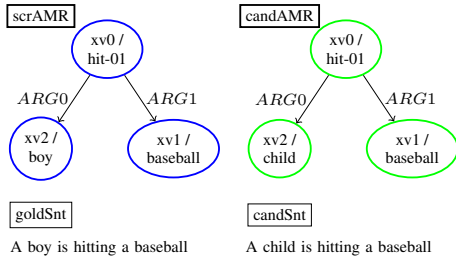 scrAMR
candAMR
xv0 /
hit-01
xv0 /
hit-01
ARG0
ARG1
ARG0
ARG1
xv2 /
boy
xv1 /
baseball
xv2 /
child
xv1 /
baseball
goldSnt
candSnt
A boy is hitting a baseball
A child is hitting a baseball